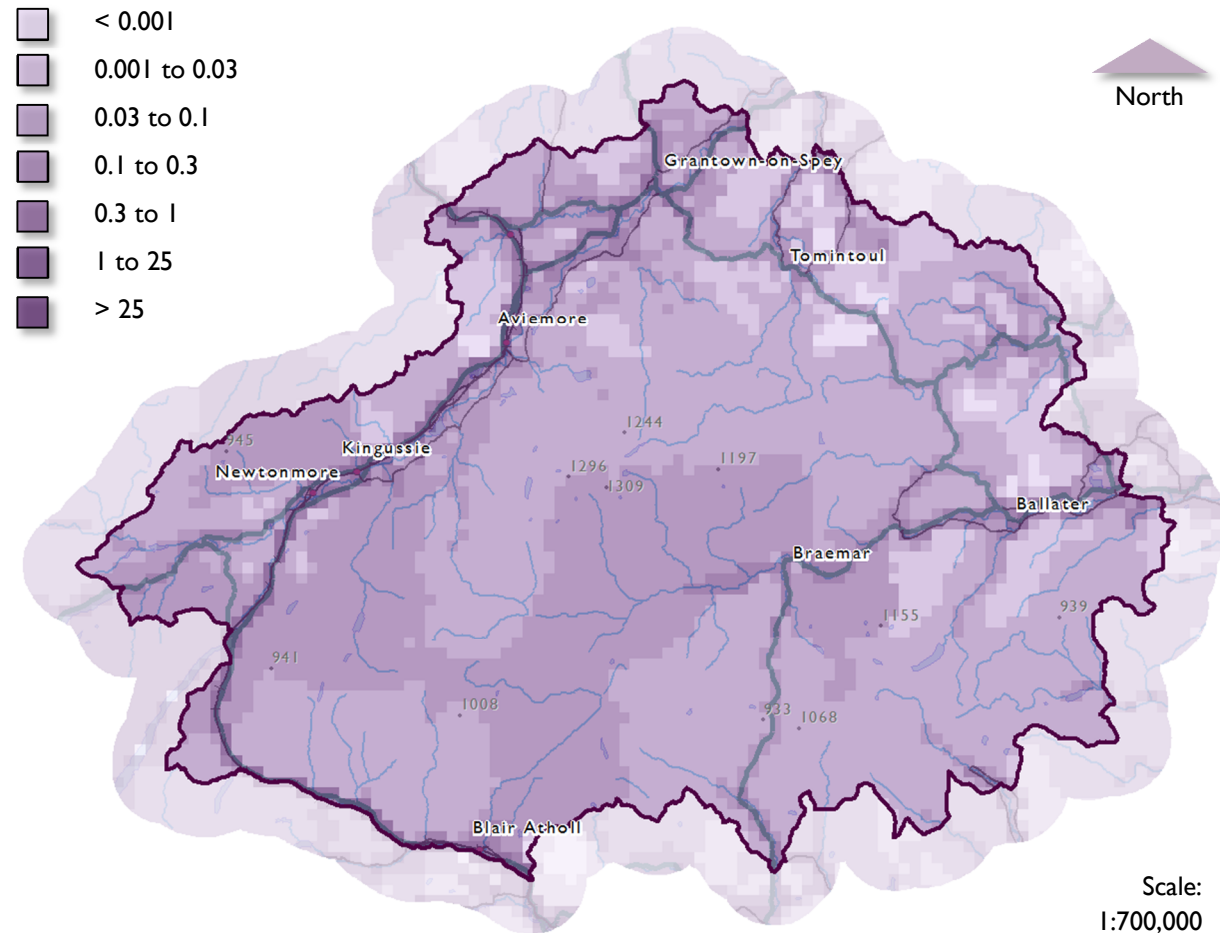 < 0.001
0.001 to 0.03
0.03 to 0.1
0.1 to 0.3
0.3 to 1
1 to 25
> 25
North
Grantown-on-Spey
Tomintoul
Aviemore
1244
945
Kingussie
1197
Newtonmore
1296
1309
Ballater
Braemar
1155
939
941
1008
933
1068
Blair Atholl
Scale:
1:700,000